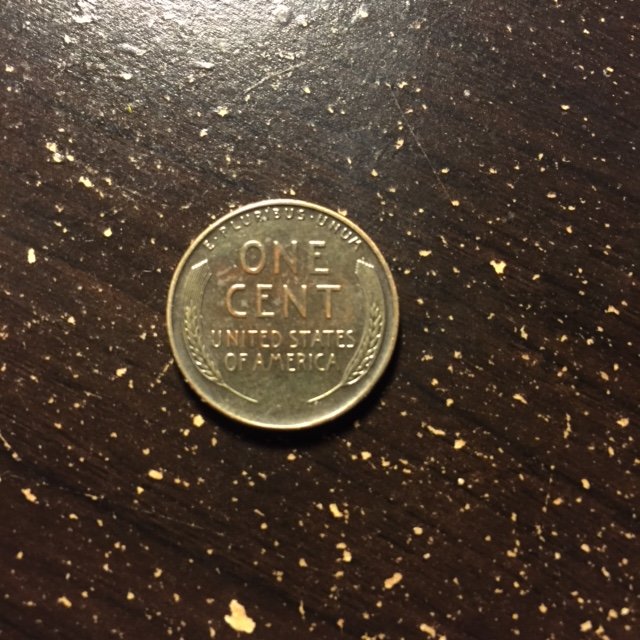 E·PLURIBUS·UNUM
ONE
CENT
UNITED STATES
OF AMERICA